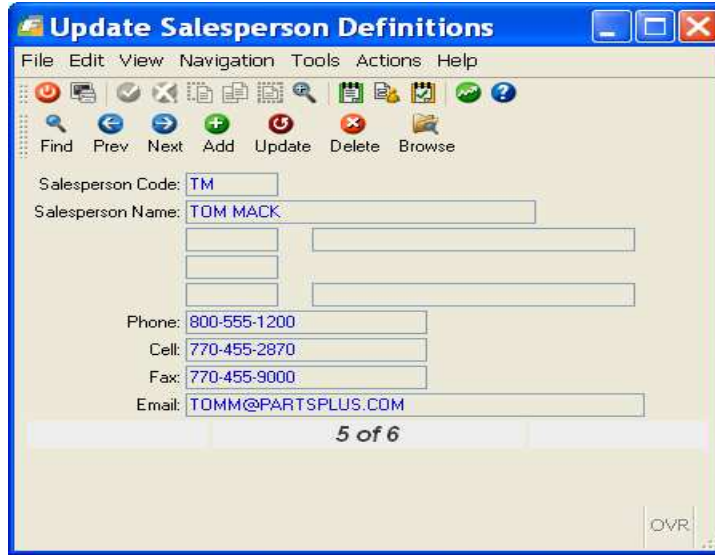 Update Salesperson Definitions
File Edit View Navigation Tools Actions Help
Find Prev Next Add Update Delete Browse
Salesperson Code: TM
Salesperson Name: TOM MACK
Phone: 800-555-1200
Cell: 770-455-2870
Fax: 770-455-9000
Email: TOMM@PARTSPLUS.COM
5 of 6
OVR